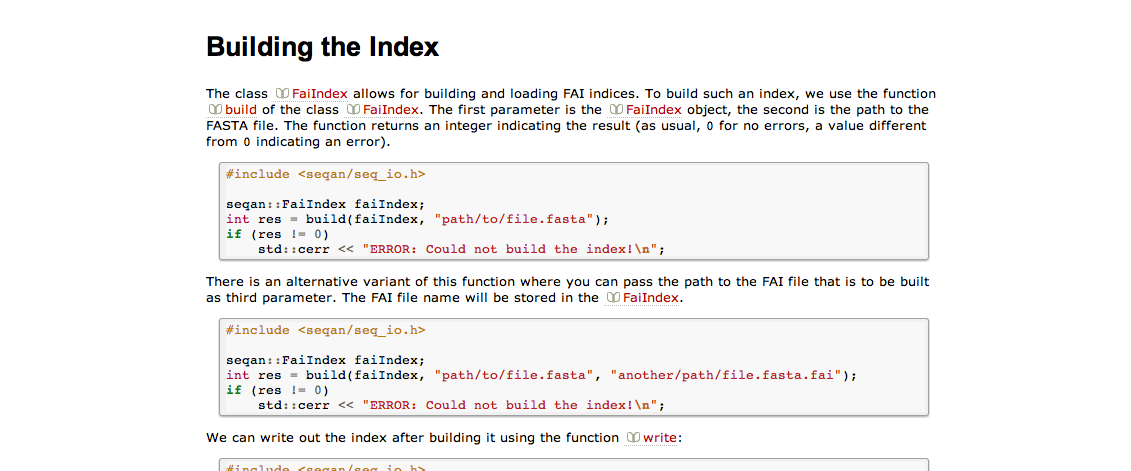 Building the Index
The class FaiIndex allows for building and loading FAI indices. To build such an index, we use the function
build of the class FaiIndex. The first parameter is the FaiIndex object, the second is the path to the
FASTA file. The function returns an integer indicating the result (as usual, 0 for no errors, a value different
from 0 indicating an error).
#include <seqan/seq_io.h>
seqan::FaiIndex faiIndex;
int res = build(faiIndex, "path/to/file.fasta");
if (res != 0)
    std::cerr << "ERROR: Could not build the index!\n";
There is an alternative variant of this function where you can pass the path to the FAI file that is to be built
as third parameter. The FAI file name will be stored in the FaiIndex.
#include <seqan/seq_io.h>
seqan::FaiIndex faiIndex;
int res = build(faiIndex, "path/to/file.fasta", "another/path/file.fasta.fai");
if (res != 0)
    std::cerr << "ERROR: Could not build the index!\n";
We can write out the index after building it using the function write:
#include <seqan/seq_io.h>